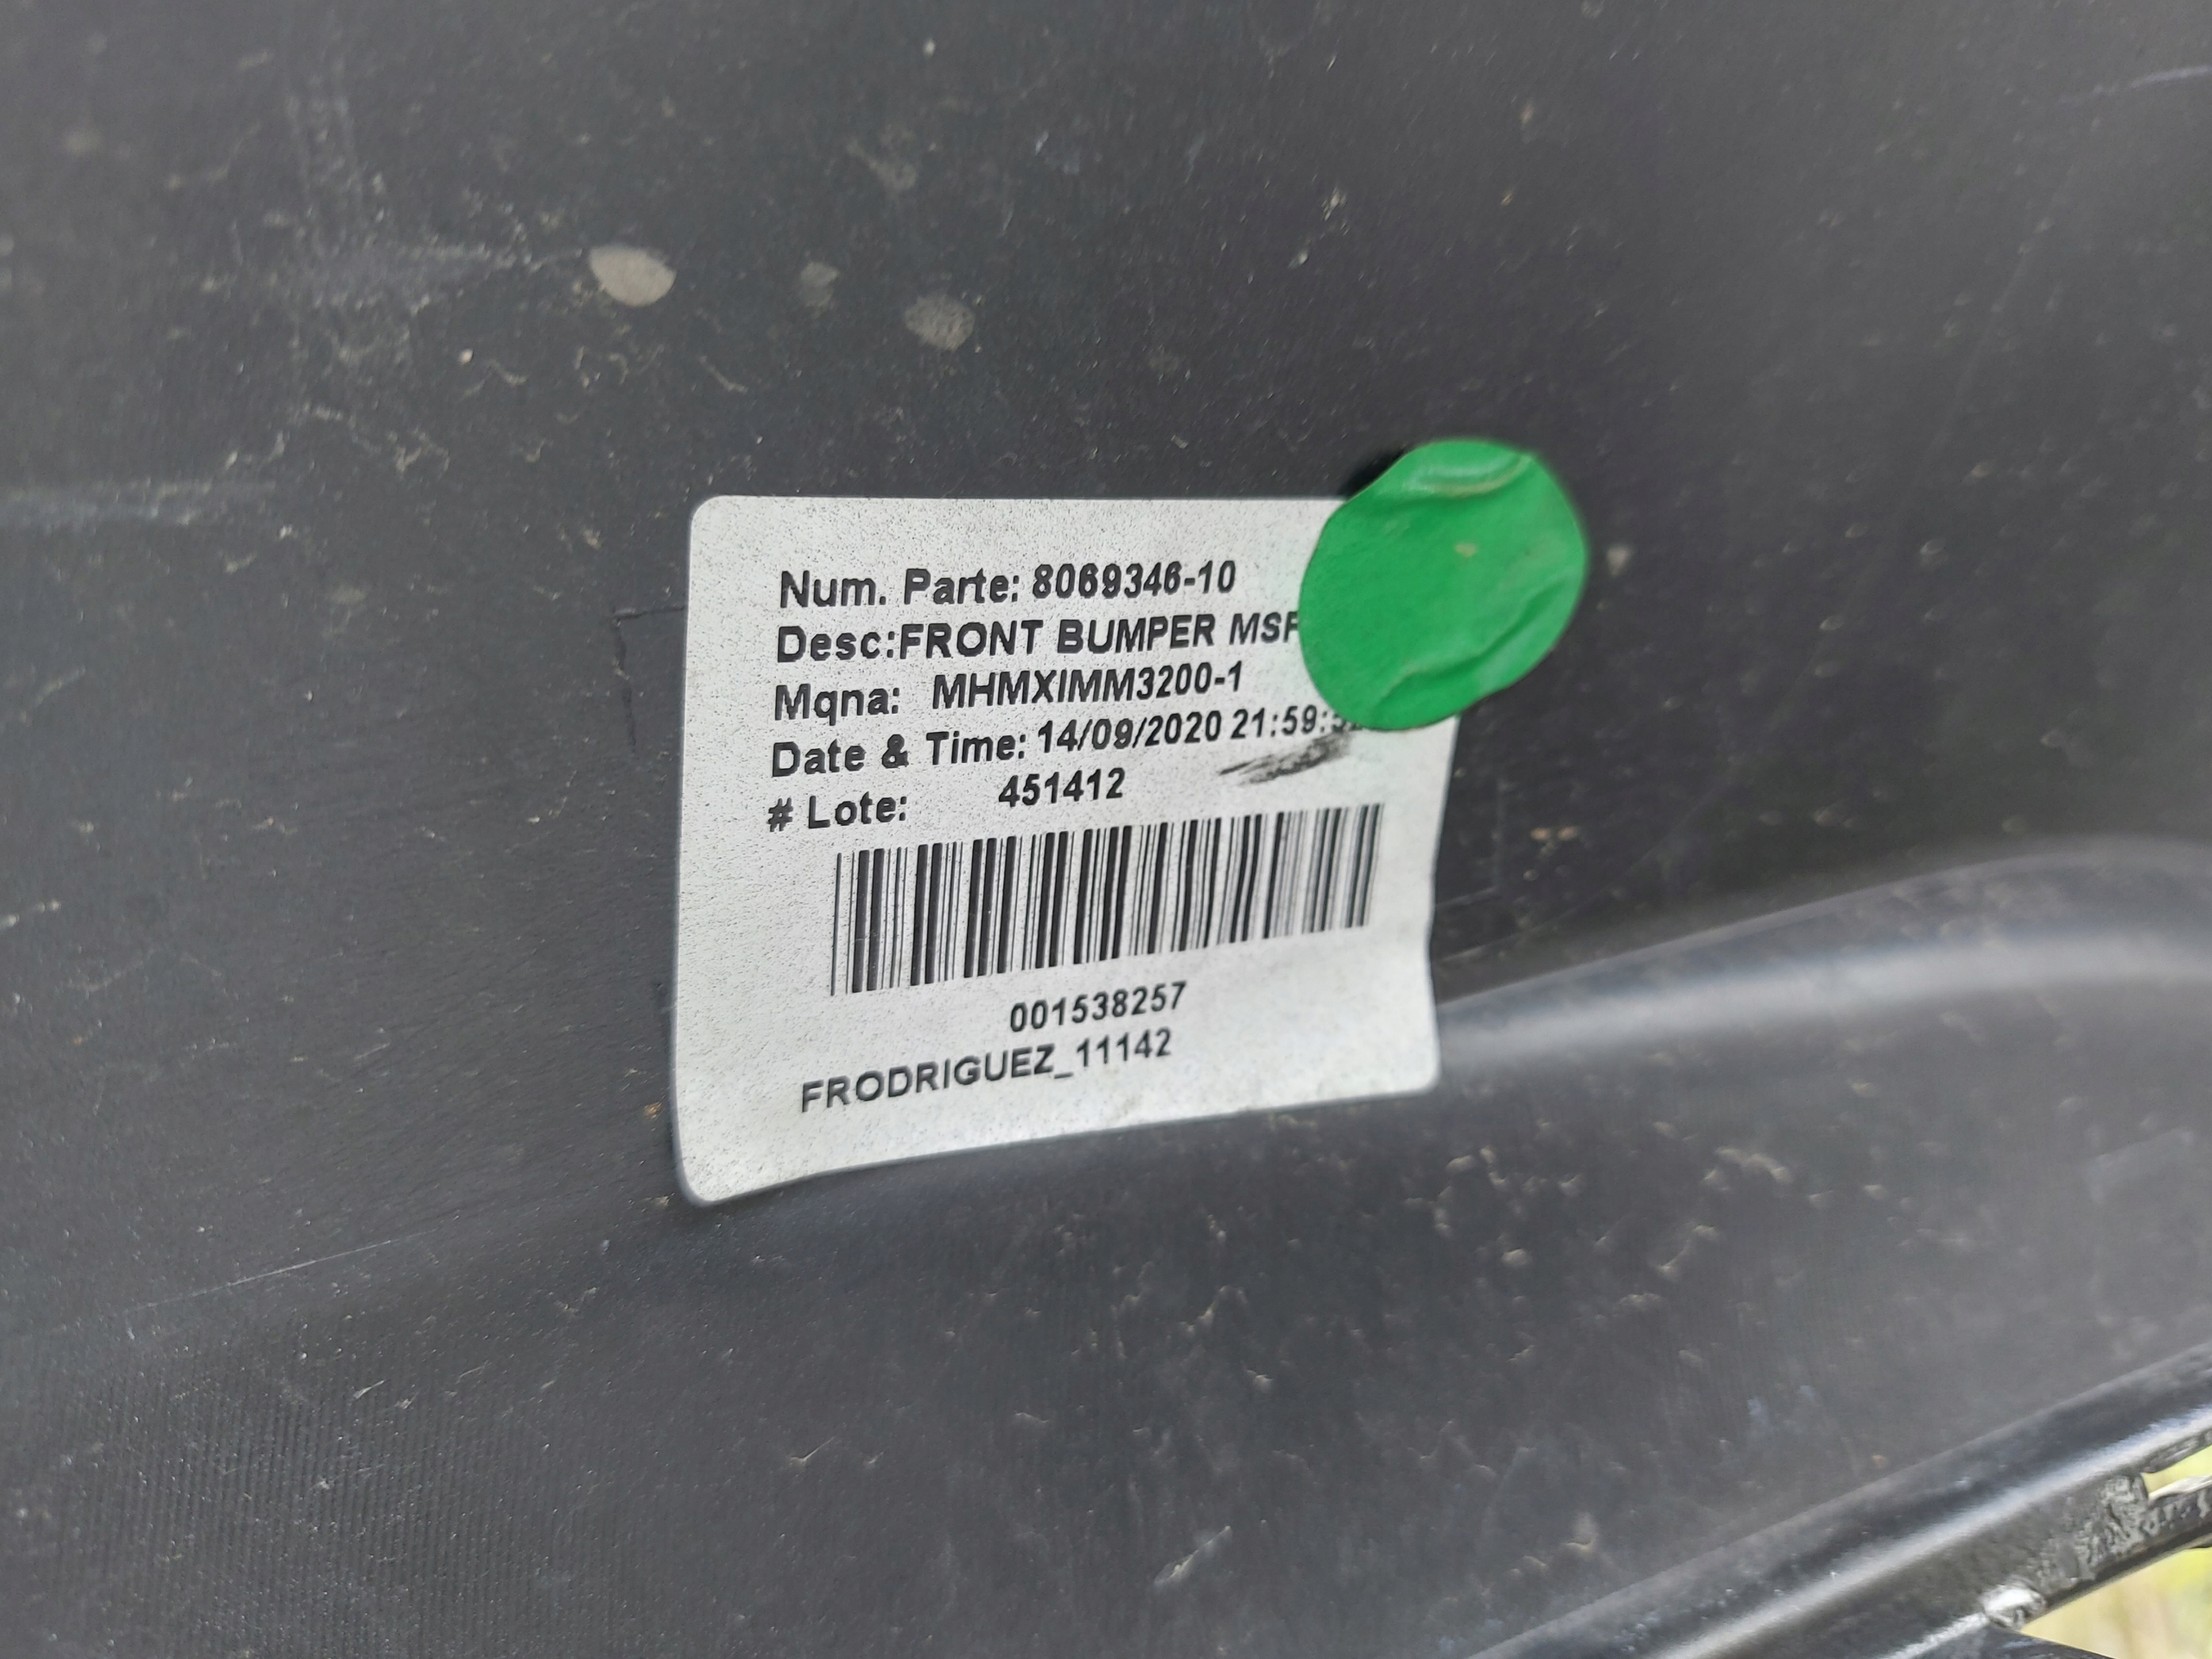 Num. Parte: 8069346-10
Desc:FRONT BUMPER
Mqna: MHMXIMM3200-1
Date & Time: 14/09/2020 21:59:
# Lote: 451412
001538257
FRODRIGUEZ_11142